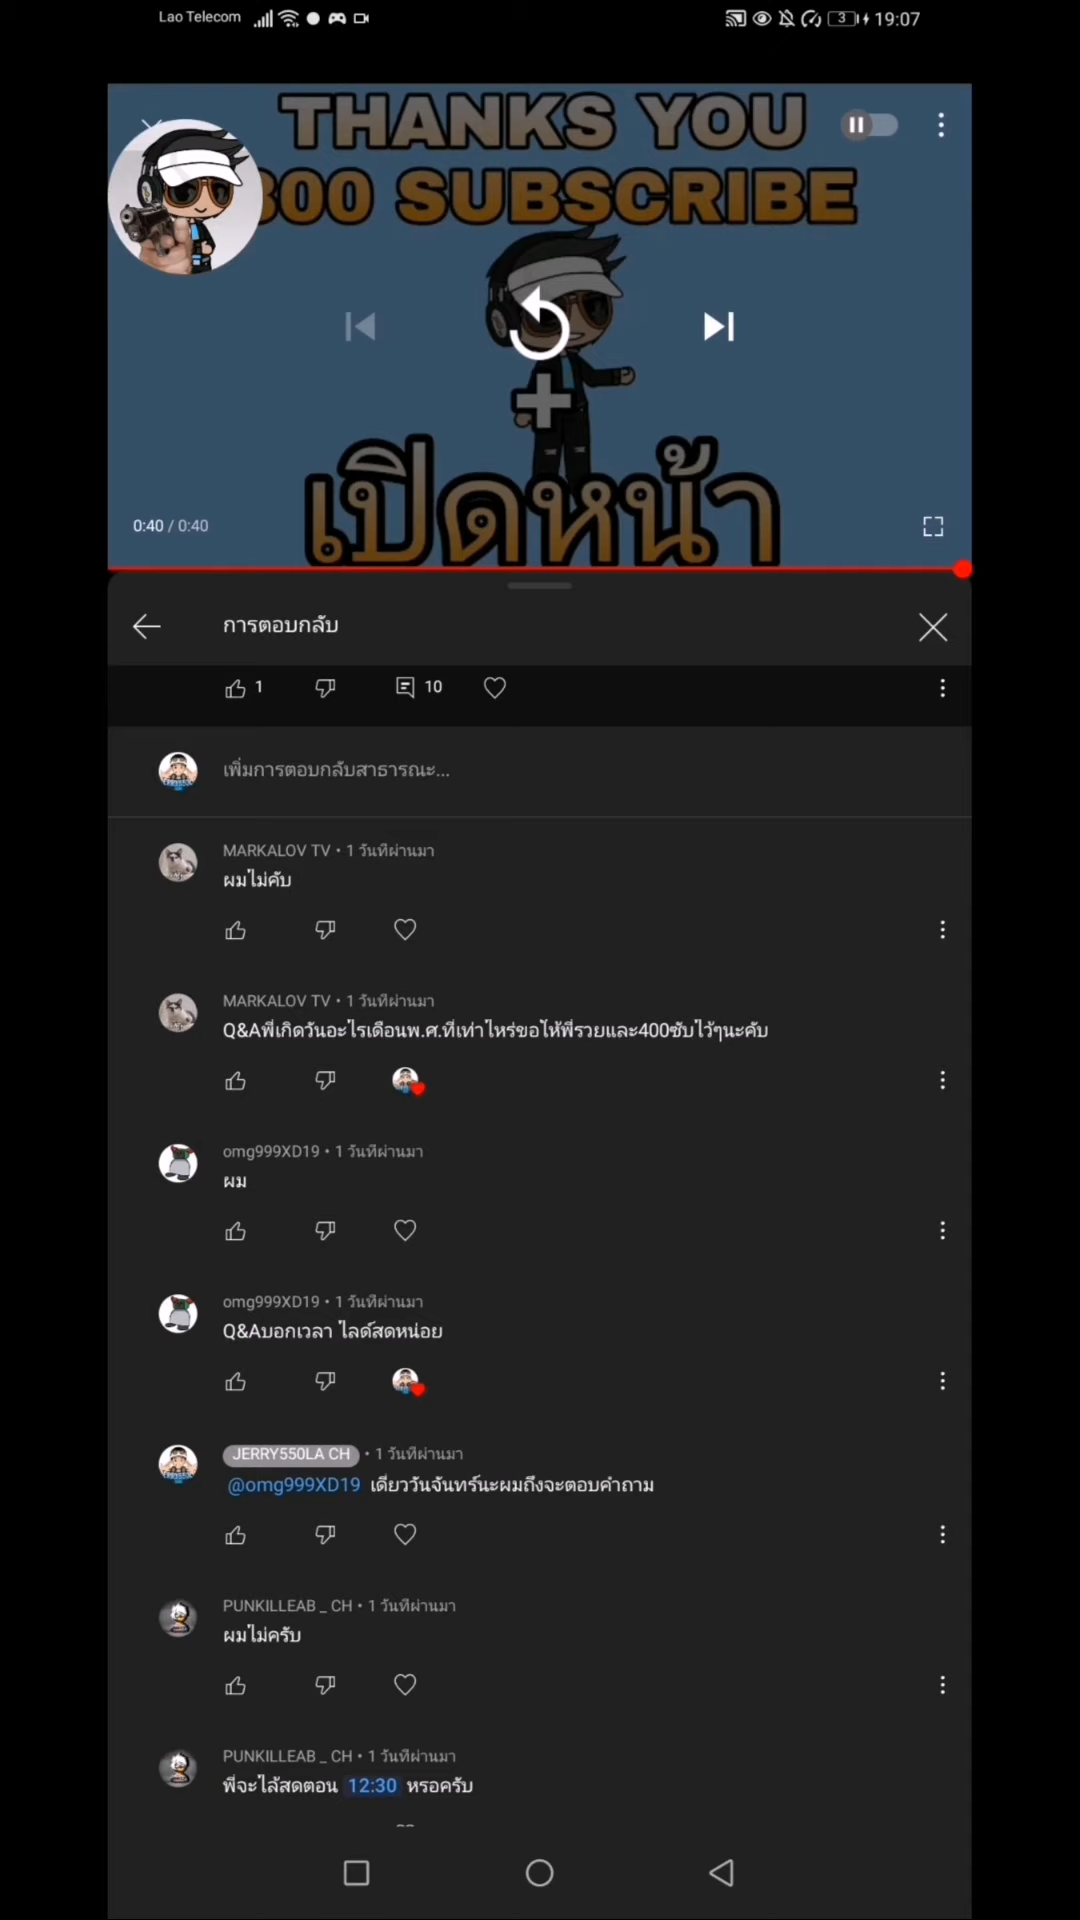 Lao Telecom
3
19:07
THANKS YOU
300 SUBSCRIBE
+
เปิดหน้า
0:40 / 0:40
การตอบกลับ
1
10
เพิ่มการตอบกลับสาธารณะ...
MARKALOV TV • 1 วันที่ผ่านมา
ผมไม่คับ
MARKALOV TV • 1 วันที่ผ่านมา
Q&Aพี่เกิดวันอะไรเดือนพ.ศ.ที่เท่าไหร่ขอให้พี่รวยและ400ซับไว้ๆนะคับ
omg999XD19 • 1 วันที่ผ่านมา
ผม
omg999XD19 • 1 วันที่ผ่านมา
Q&Aบอกเวลา ไลด์สดหน่อย
JERRY550LA CH • 1 วันที่ผ่านมา
@omg999XD19 เดียววันจันทร์นะผมถึงจะตอบคำถาม
PUNKILLEAB _ CH • 1 วันที่ผ่านมา
ผมไม่ครับ
PUNKILLEAB _ CH • 1 วันที่ผ่านมา
พี่จะไล้สดตอน 12:30 หรอครับ